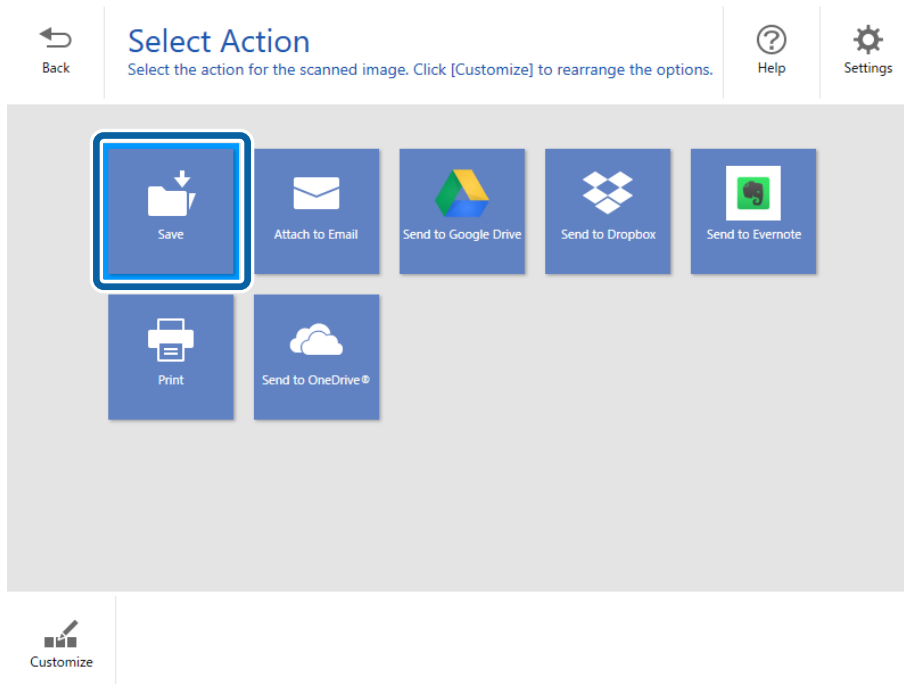 Back
Select Action
Select the action for the scanned image. Click [Customize] to rearrange the options.
Help
Settings
Save
Attach to Email
Send to Google Drive
Send to Dropbox
Send to Evernote
Print
Send to OneDrive®
Customize